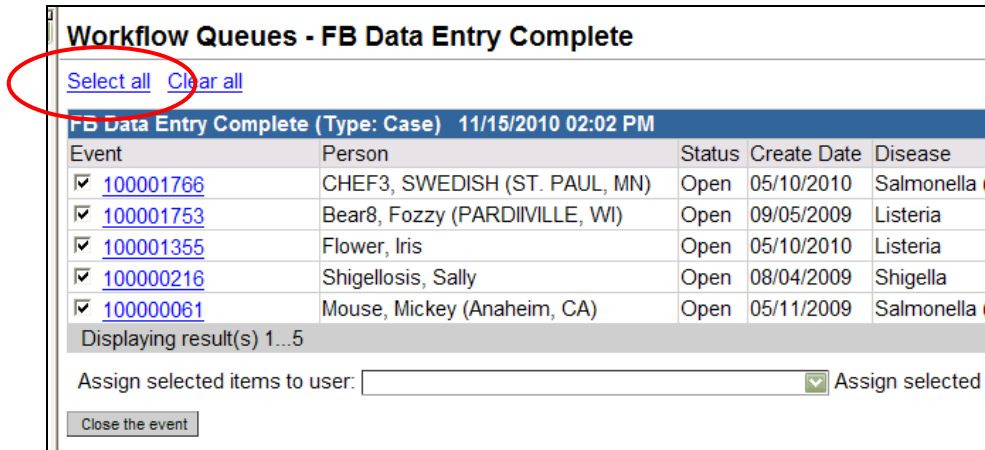 Workflow Queues - FB Data Entry Complete
Select all Clear all
FB Data Entry Complete (Type: Case) 11/15/2010 02:02 PM
Event Person Status Create Date Disease
100001766 CHEF3, SWEDISH (ST. PAUL, MN) Open 05/10/2010 Salmonella (
100001753 Bear8, Fozzy (PARDIIVILLE, WI) Open 09/05/2009 Listeria
100001355 Flower, Iris Open 05/10/2010 Listeria
100000216 Shigellosis, Sally Open 08/04/2009 Shigella
100000061 Mouse, Mickey (Anaheim, CA) Open 05/11/2009 Salmonella (
Displaying result(s) 1...5
Assign selected items to user: Assign selected
Close the event